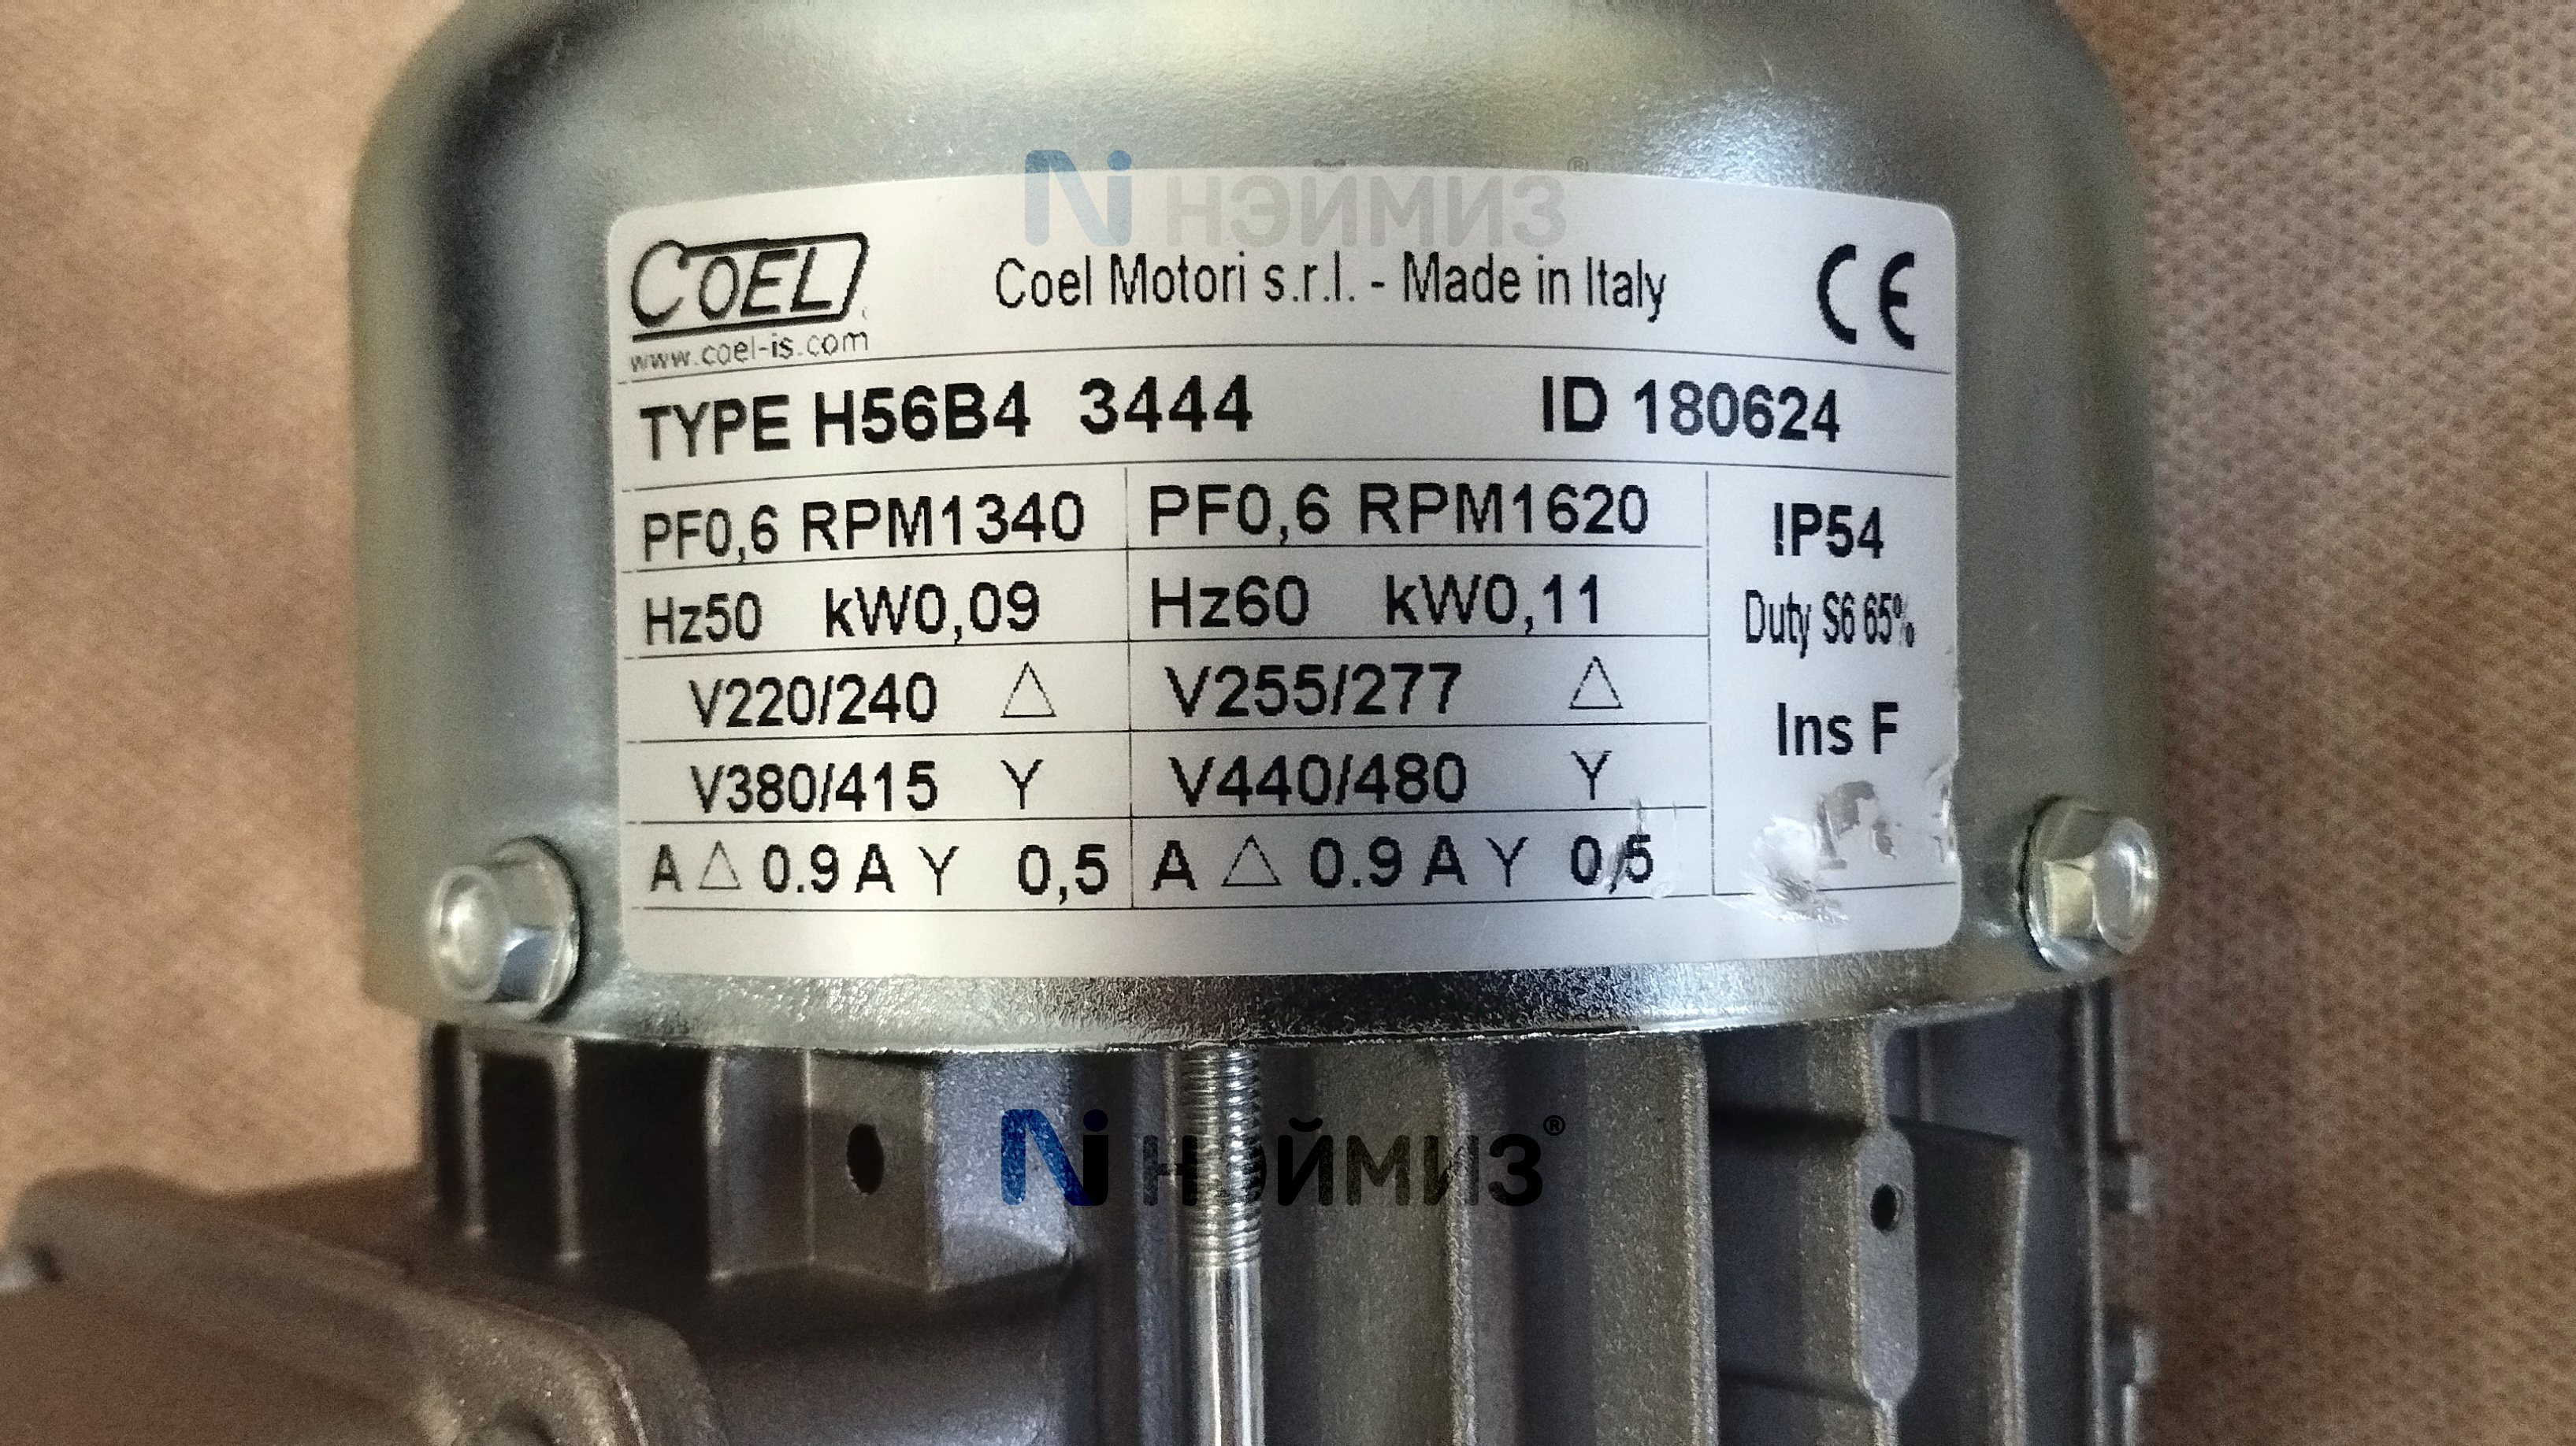 Ni НЭЙМИЗ®
COEL
www.coel-is.com
Coel Motori s.r.l. - Made in Italy
CE
TYPE H56B4 3444 ID 180624
PF0,6 RPM1340 PF0,6 RPM1620 IP54
Hz50 kW0,09 Hz60 kW0,11 Duty S6 65%
V220/240 △ V255/277 △ Ins F
V380/415 Y V440/480 Y
A △ 0.9 A Y 0,5 A △ 0.9 A Y 0,5
Ni НЭЙМИЗ®